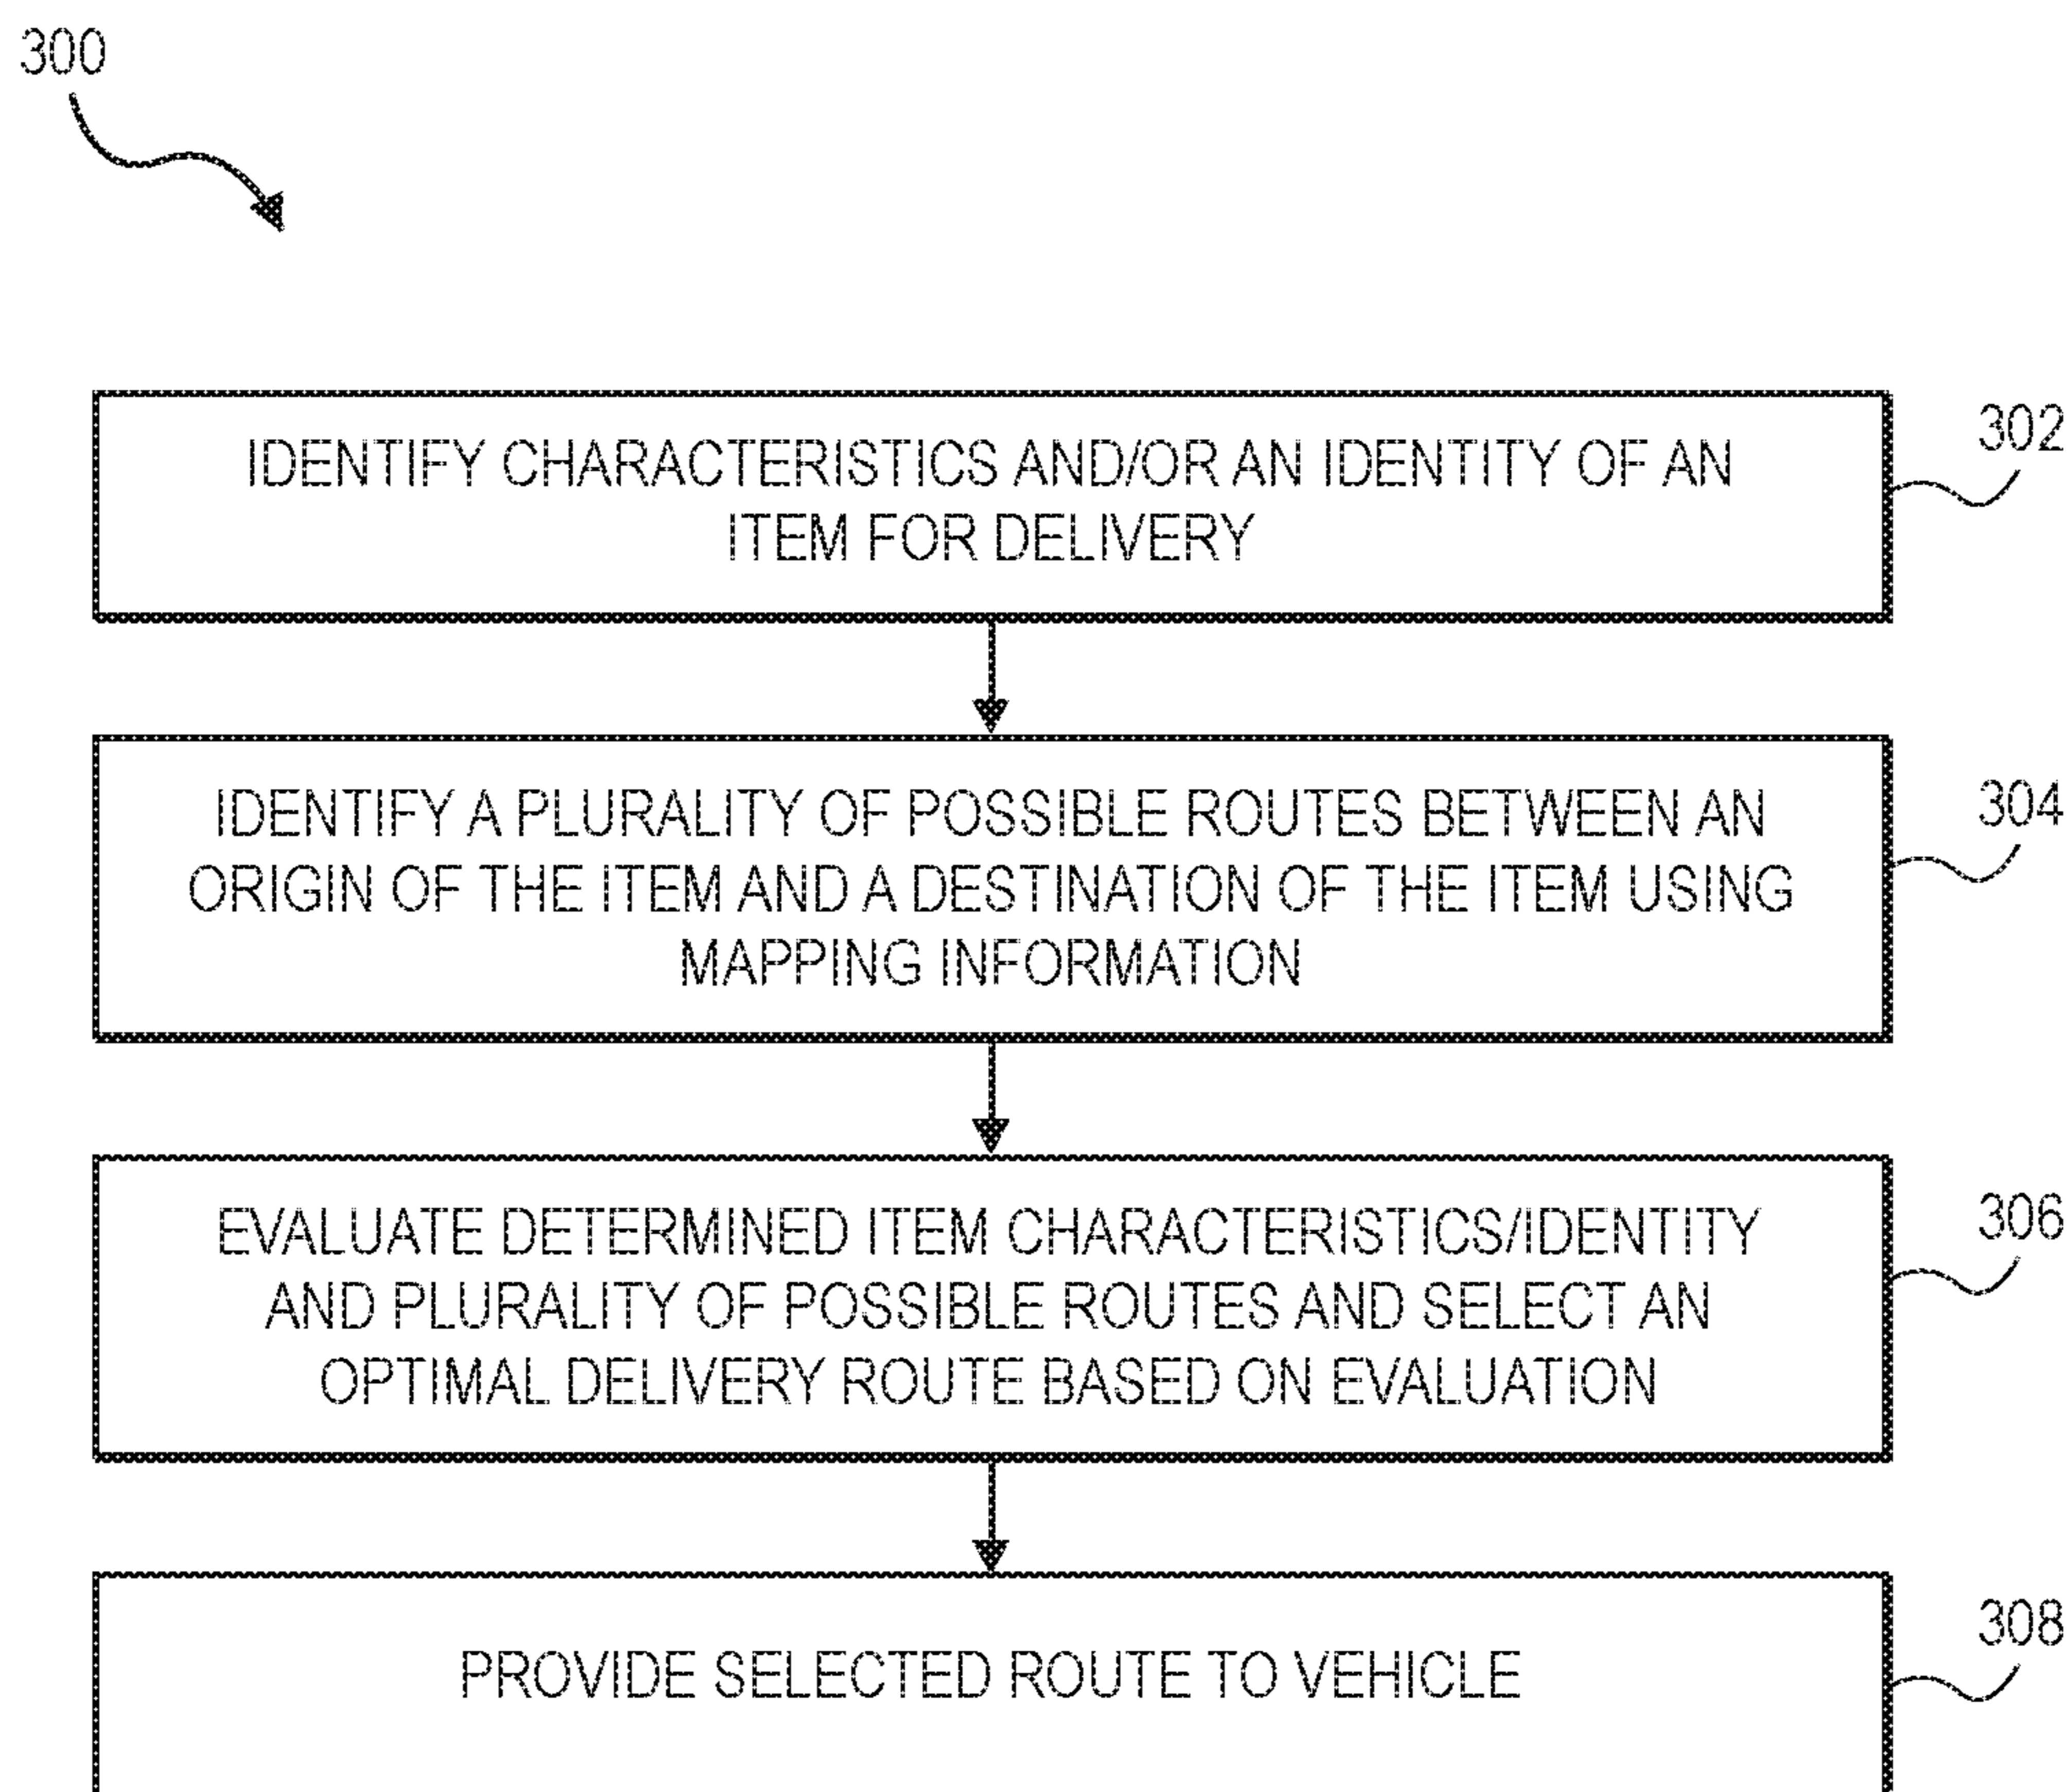 300
IDENTIFY CHARACTERISTICS AND/OR AN IDENTITY OF AN
ITEM FOR DELIVERY
302
IDENTIFY A PLURALITY OF POSSIBLE ROUTES BETWEEN AN
ORIGIN OF THE ITEM AND A DESTINATION OF THE ITEM USING
MAPPING INFORMATION
304
EVALUATE DETERMINED ITEM CHARACTERISTICS/IDENTITY
AND PLURALITY OF POSSIBLE ROUTES AND SELECT AN
OPTIMAL DELIVERY ROUTE BASED ON EVALUATION
306
PROVIDE SELECTED ROUTE TO VEHICLE
308